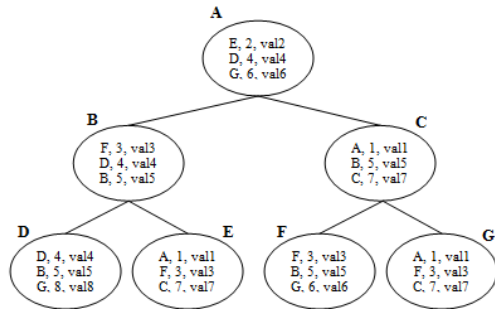 A
E, 2, val2
D, 4, val4
G, 6, val6
B
F, 3, val3
D, 4, val4
B, 5, val5
C
A, 1, val1
B, 5, val5
C, 7, val7
D
D, 4, val4
B, 5, val5
G, 8, val8
E
A, 1, val1
F, 3, val3
C, 7, val7
F
F, 3, val3
B, 5, val5
G, 6, val6
G
A, 1, val1
F, 3, val3
C, 7, val7